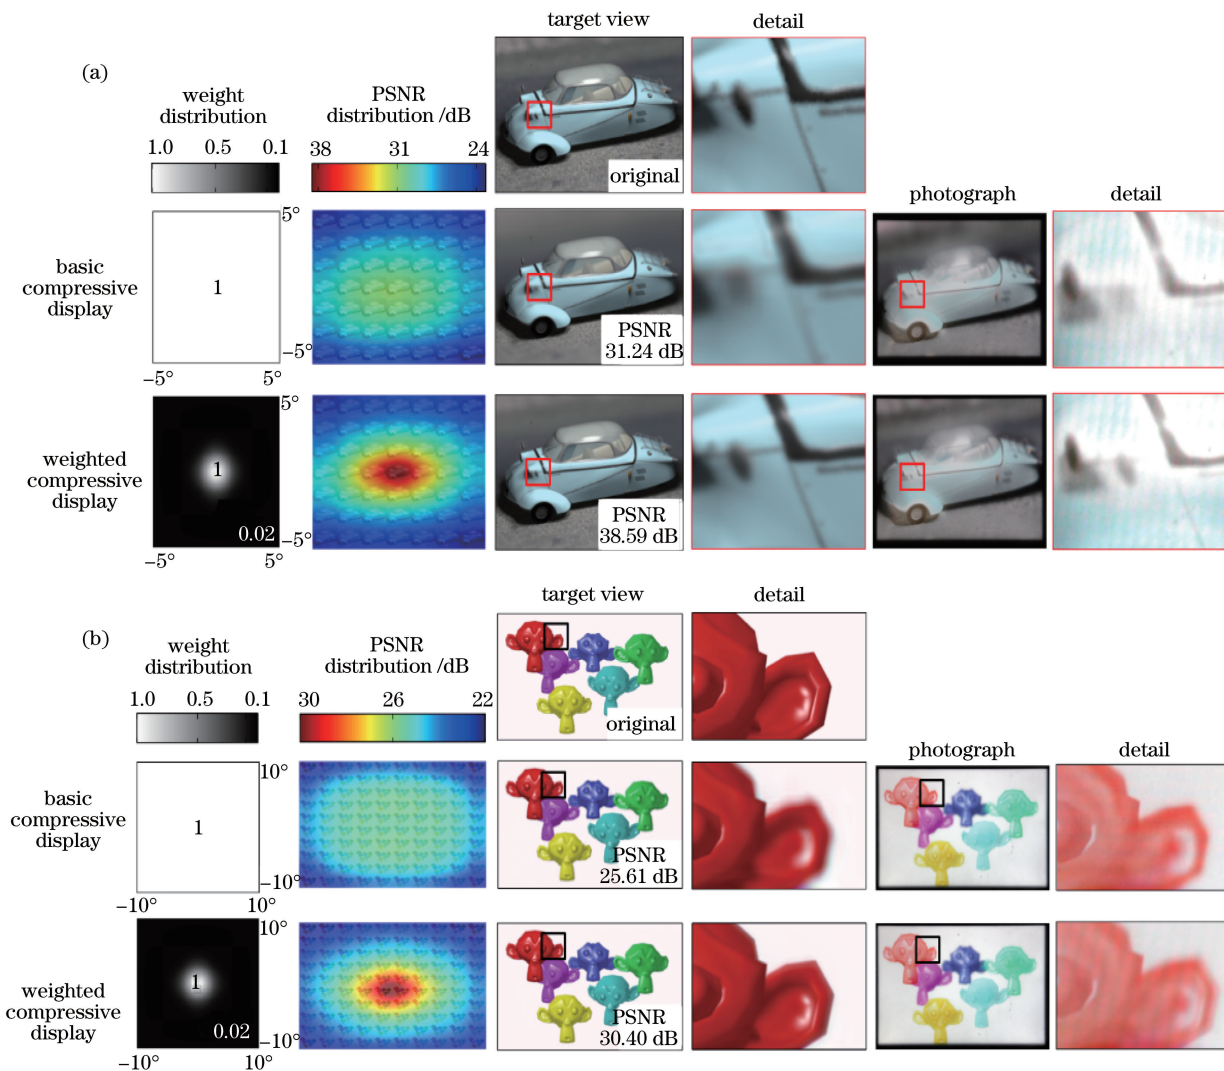 (a)
target view
detail
weight
distribution
1.0 0.5 0.1
PSNR
distribution /dB
38 31 24
original
photograph
detail
basic
compressive
display
1
5°
−5°
−5° 5°
PSNR
31.24 dB
weighted
compressive
display
1
0.02
5°
−5°
−5° 5°
PSNR
38.59 dB
(b)
target view
detail
weight
distribution
1.0 0.5 0.1
PSNR
distribution /dB
30 26 22
original
photograph
detail
basic
compressive
display
1
10°
−10°
−10° 10°
PSNR
25.61 dB
weighted
compressive
display
1
0.02
10°
−10°
−10° 10°
PSNR
30.40 dB